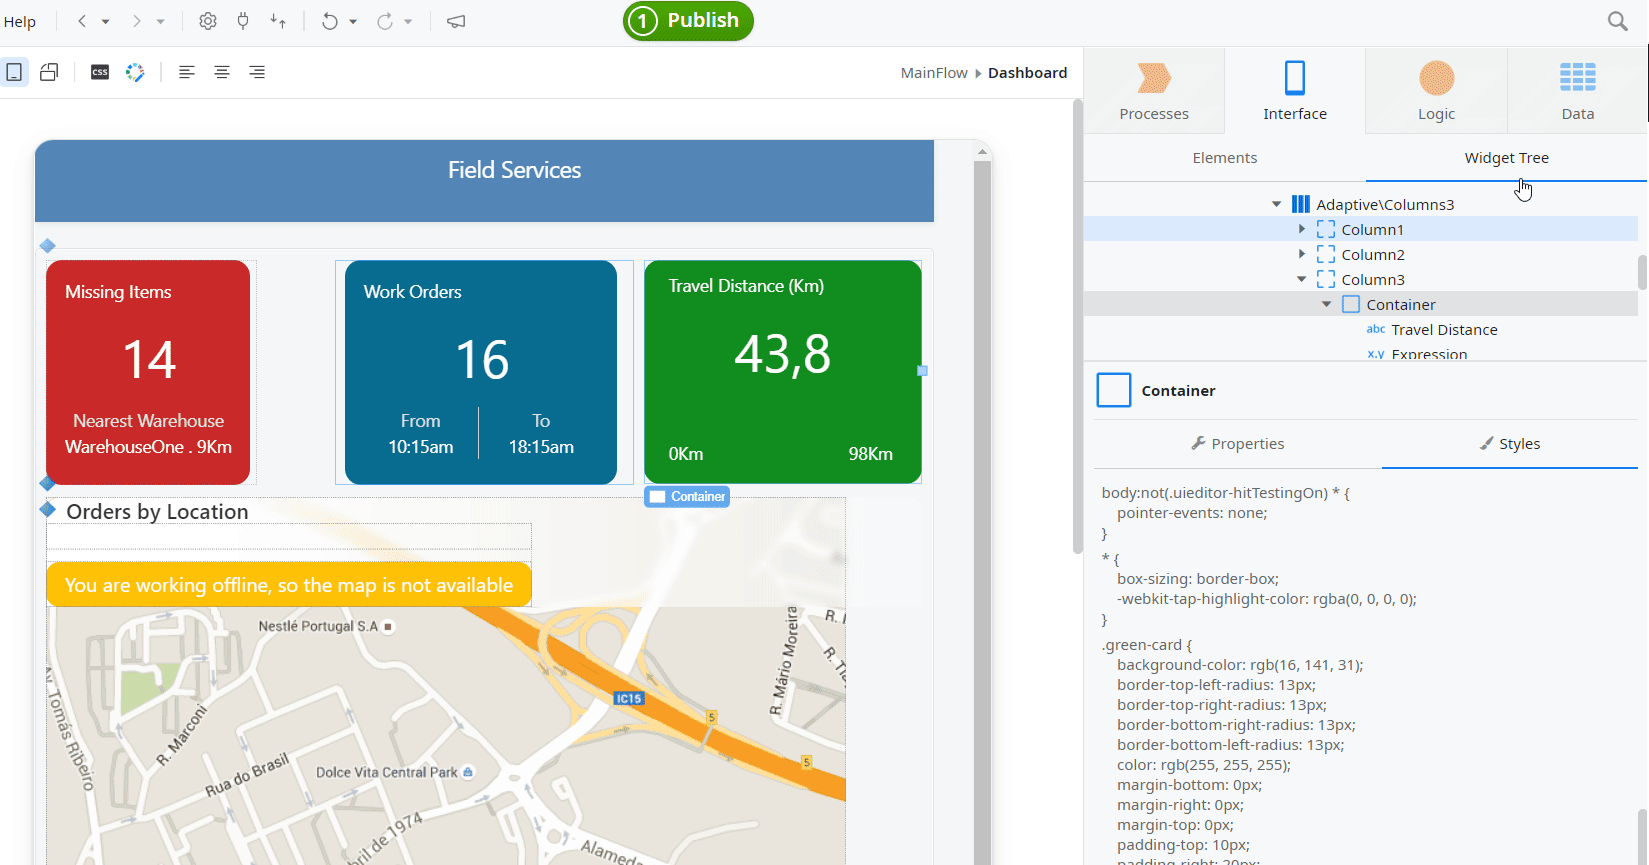 Help
1 Publish
css
MainFlow Dashboard
Processes
Interface
Logic
Data
Elements
Widget Tree
Adaptive\Columns3
Column1
Column2
Column3
Container
abc Travel Distance
x.y Expression
Container
Properties
Styles
body:not(.uieditor-hitTestingOn) * {
pointer-events: none;
}
* {
box-sizing: border-box;
-webkit-tap-highlight-color: rgba(0, 0, 0, 0);
}
.green-card {
background-color: rgb(16, 141, 31);
border-top-left-radius: 13px;
border-top-right-radius: 13px;
border-bottom-right-radius: 13px;
border-bottom-left-radius: 13px;
color: rgb(255, 255, 255);
margin-bottom: 0px;
margin-right: 0px;
margin-top: 0px;
padding-top: 10px;
padding-right: 20px;
Field Services
Missing Items
14
Nearest Warehouse
WarehouseOne . 9Km
Work Orders
16
From
10:15am
To
18:15am
Travel Distance (Km)
43,8
0Km
98Km
Container
Orders by Location
You are working offline, so the map is not available
Nestlé Portugal S.A
Av. Tomás Ribeiro
R. Marconi
Rua do Brasil
Dolce Vita Central Park
IC15
5
5
R. Mário Moreira
bril de 1974
Alameda